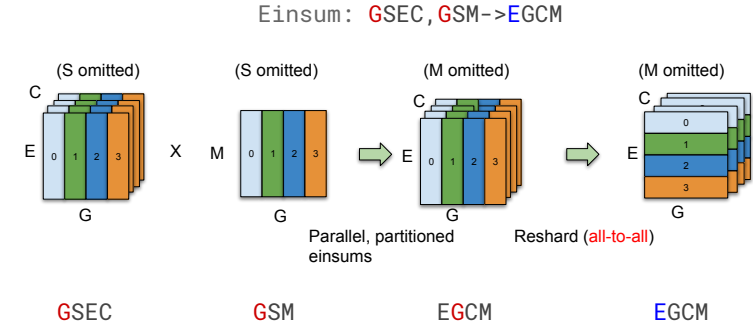 Einsum: GSEC,GSM->EGCM
(S omitted) (S omitted) (M omitted) (M omitted)
C C C
0
E 0 1 2 3 X M 0 1 2 3 E 0 1 2 3 E 1
2
3
G G G G
Parallel, partitioned einsums
Reshard (all-to-all)
GSEC GSM EGCM EGCM